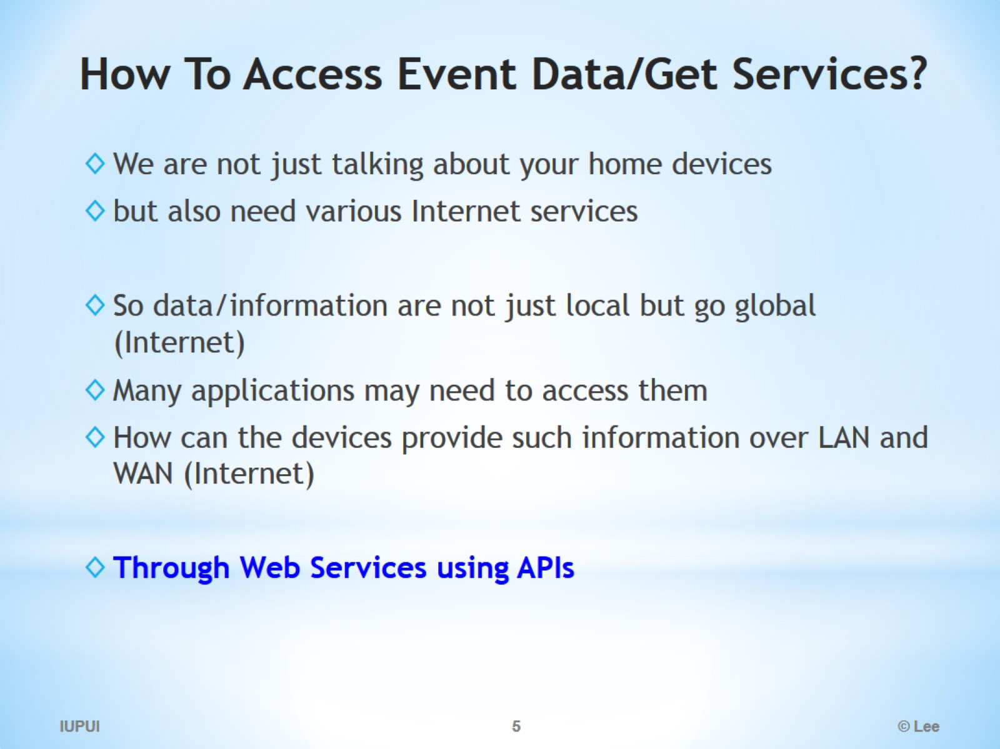 How To Access Event Data/Get Services?
We are not just talking about your home devices
but also need various Internet services
So data/information are not just local but go global
(Internet)
Many applications may need to access them
How can the devices provide such information over LAN and
WAN (Internet)
Through Web Services using APIs
IUPUI
5
© Lee